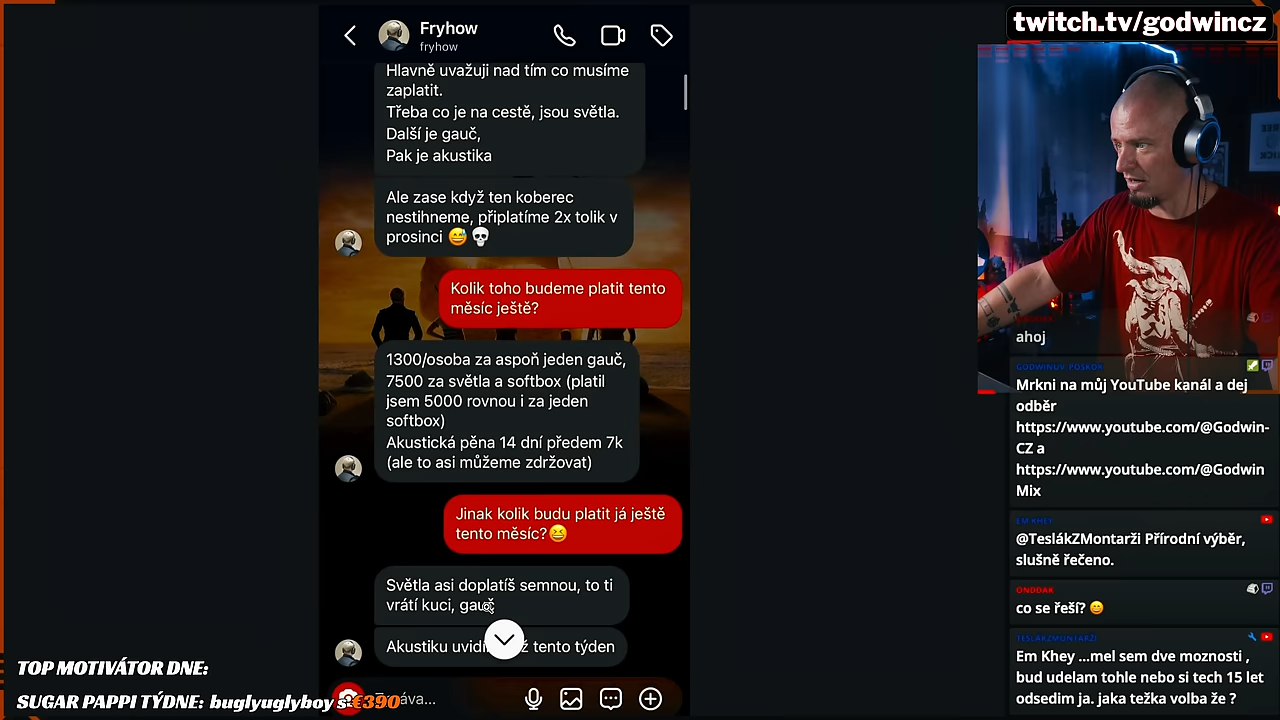 twitch.tv/godwincz
Fryhow
fryhow
Hlavně uvažuji nad tím co musíme
zaplatit.
Třeba co je na cestě, jsou světla.
Další je gauč,
Pak je akustika
Ale zase když ten koberec
nestihneme, připlatíme 2x tolik v
prosinci 😅 💀
Kolik toho budeme platit tento
měsíc ještě?
1300/osoba za aspoň jeden gauč,
7500 za světla a softbox (platil
jsem 5000 rovnou i za jeden
softbox)
Akustická pěna 14 dní předem 7k
(ale to asi můžeme zdržovat)
Jinak kolik budu platit já ještě
tento měsíc?😆
Světla asi doplatíš semnou, to ti
vrátí kuci, gauč
Akustiku tento týden
ahoj
GODWINUV POSKOK
Mrkni na můj YouTube kanál a dej
odběr
https://www.youtube.com/@Godwin-
CZ a
https://www.youtube.com/@Godwin
Mix
EM KHEY
@TeslákZMontarži Přírodní výběr,
slušně řečeno.
ONDDAK
co se řeší? 😀
TESLÁKZMONTARŽI
Em Khey ...mel sem dve moznosti ,
bud udelam tohle nebo si tech 15 let
odsedim ja. jaka težka volba že ?
TOP MOTIVÁTOR DNE:
SUGAR PAPPI TÝDNE: buglyuglyboy s €390